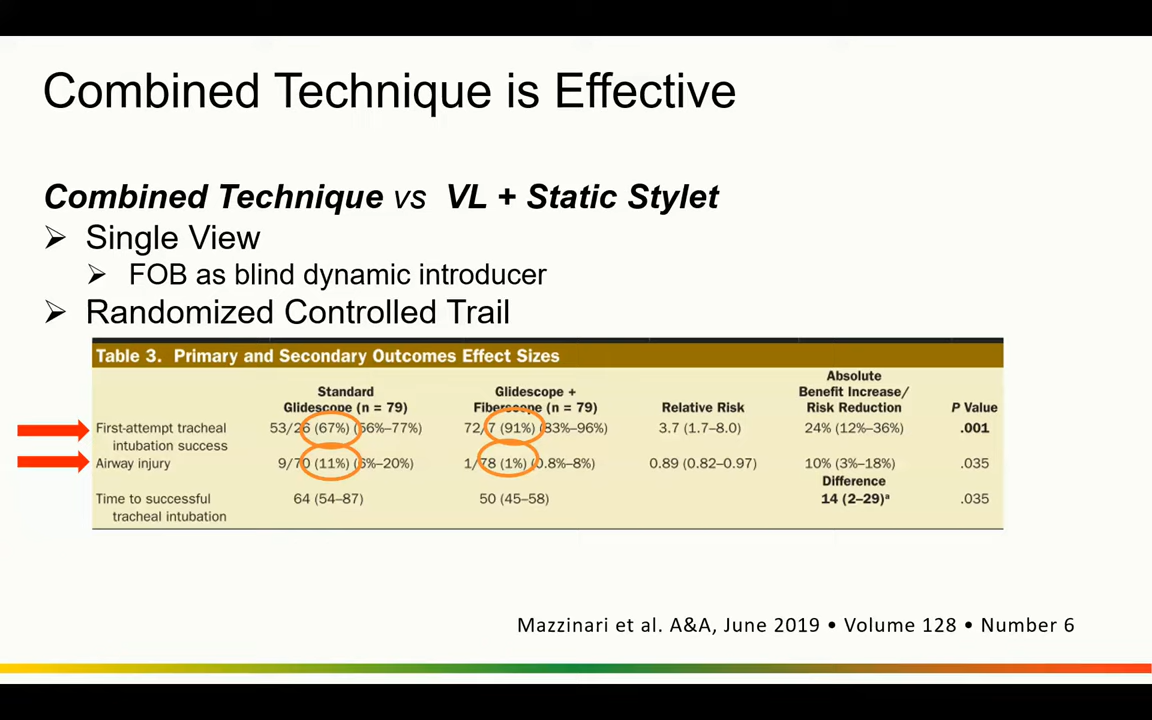 Combined Technique is Effective
Combined Technique vs VL + Static Stylet
➢ Single View
➢ FOB as blind dynamic introducer
➢ Randomized Controlled Trail
Table 3. Primary and Secondary Outcomes Effect Sizes
Standard Glidescope (n = 79) Glidescope + Fiberscope (n = 79) Relative Risk Absolute Benefit Increase/ Risk Reduction P Value
First-attempt tracheal intubation success 53/26 (67%) (56%–77%) 72/7 (91%) (83%–96%) 3.7 (1.7–8.0) 24% (12%–36%) .001
Airway injury 9/70 (11%) (6%–20%) 1/78 (1%) (0.8%–8%) 0.89 (0.82–0.97) 10% (3%–18%) .035
Difference
Time to successful tracheal intubation 64 (54–87) 50 (45–58) 14 (2–29)ᵃ .035
Mazzinari et al. A&A, June 2019 • Volume 128 • Number 6